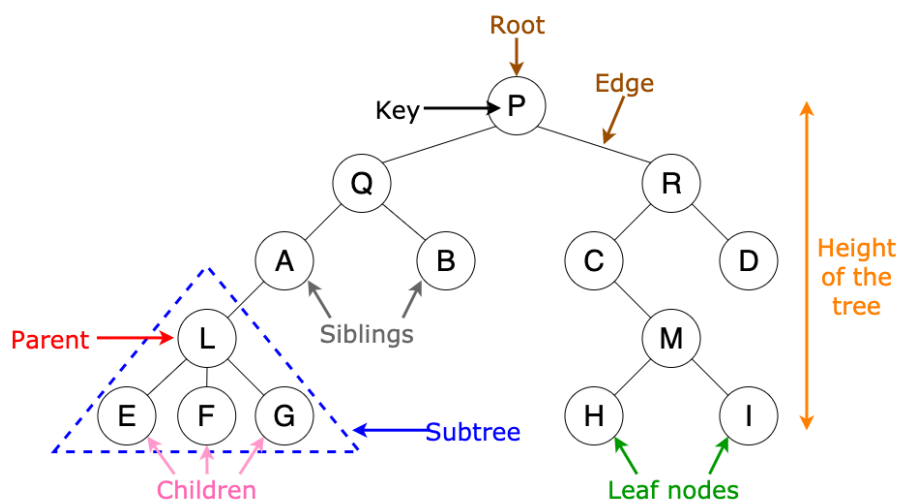 Root
Edge
Key
P
Q
R
A
B
C
D
Height
of the
tree
Siblings
Parent
L
M
E
F
G
H
I
Subtree
Children
Leaf nodes